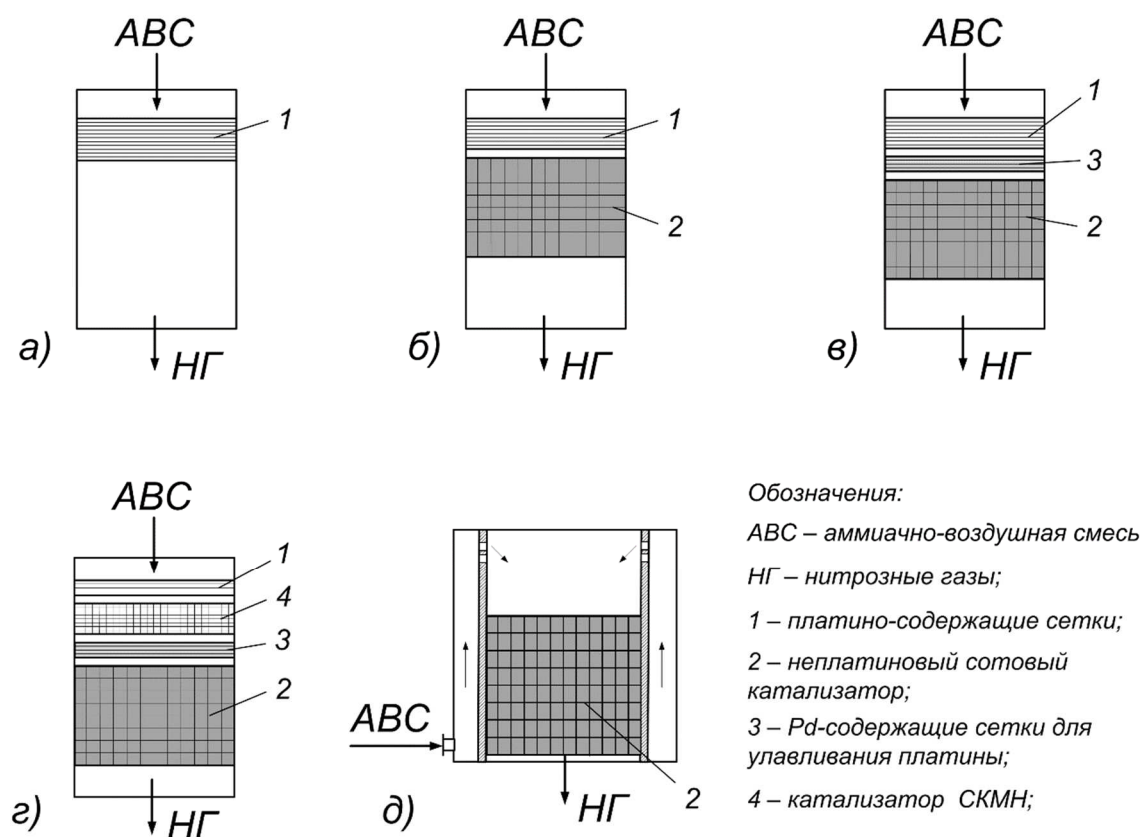 АВС
1
а)
НГ
АВС
1
2
б)
НГ
АВС
1
3
2
в)
НГ
АВС
1
4
3
2
г)
НГ
АВС
д)
НГ
2
Обозначения:
АВС – аммиачно-воздушная смесь
НГ – нитрозные газы;
1 – платино-содержащие сетки;
2 – неплатиновый сотовый
катализатор;
3 – Pd-содержащие сетки для
улавливания платины;
4 – катализатор СКМН;